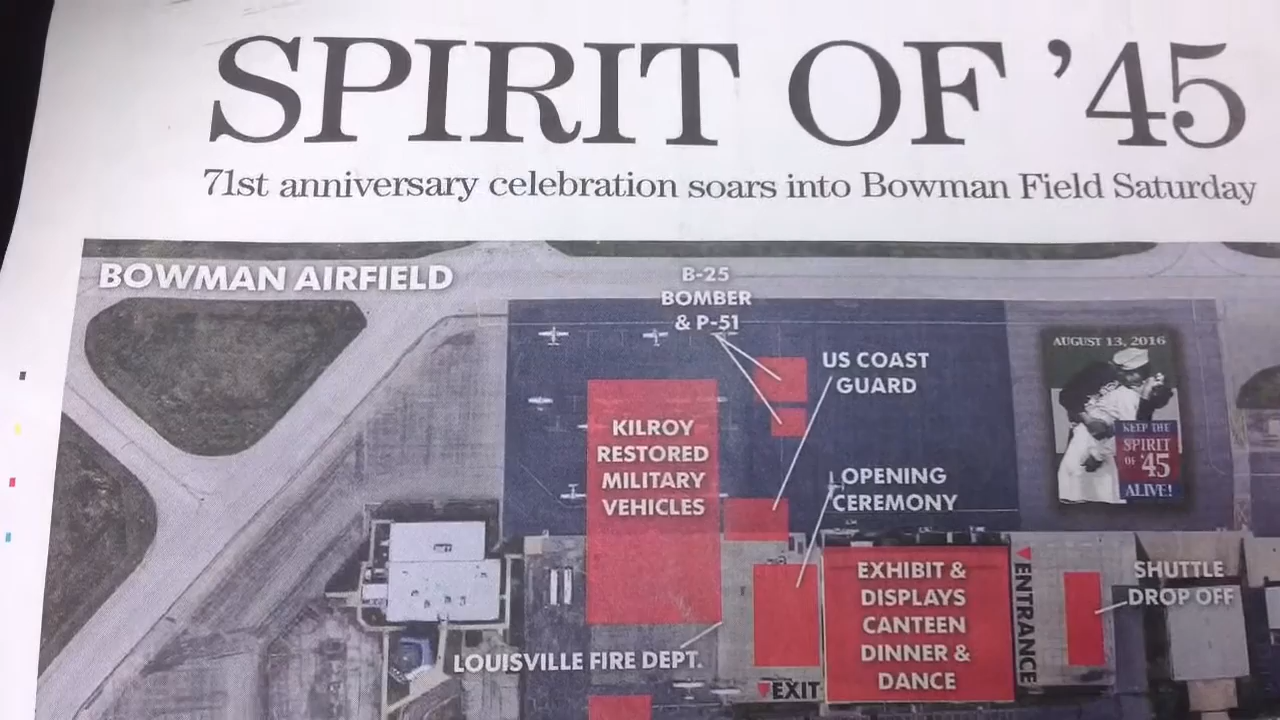 SPIRIT OF ’45
71st anniversary celebration soars into Bowman Field Saturday
BOWMAN AIRFIELD
B-25
BOMBER
& P-51
US COAST
GUARD
AUGUST 13, 2016
KEEP THE
SPIRIT
OF '45
ALIVE!
KILROY
RESTORED
MILITARY
VEHICLES
OPENING
CEREMONY
EXHIBIT &
DISPLAYS
CANTEEN
DINNER &
DANCE
ENTRANCE
SHUTTLE
DROP OFF
LOUISVILLE FIRE DEPT.
EXIT